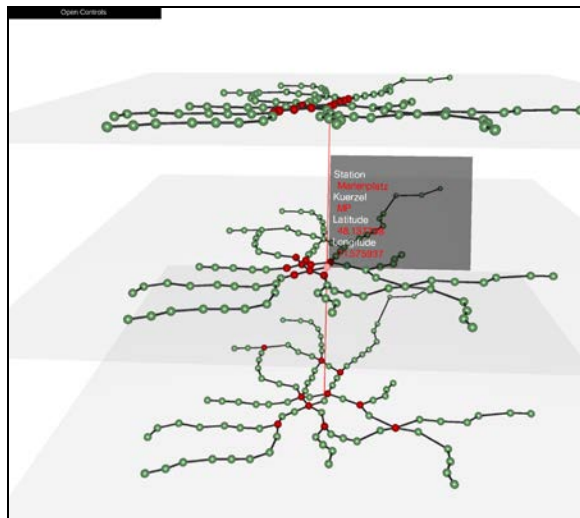 Open Controls
Station
Marienplatz
Kuerzel
MP
Latitude
Longitude